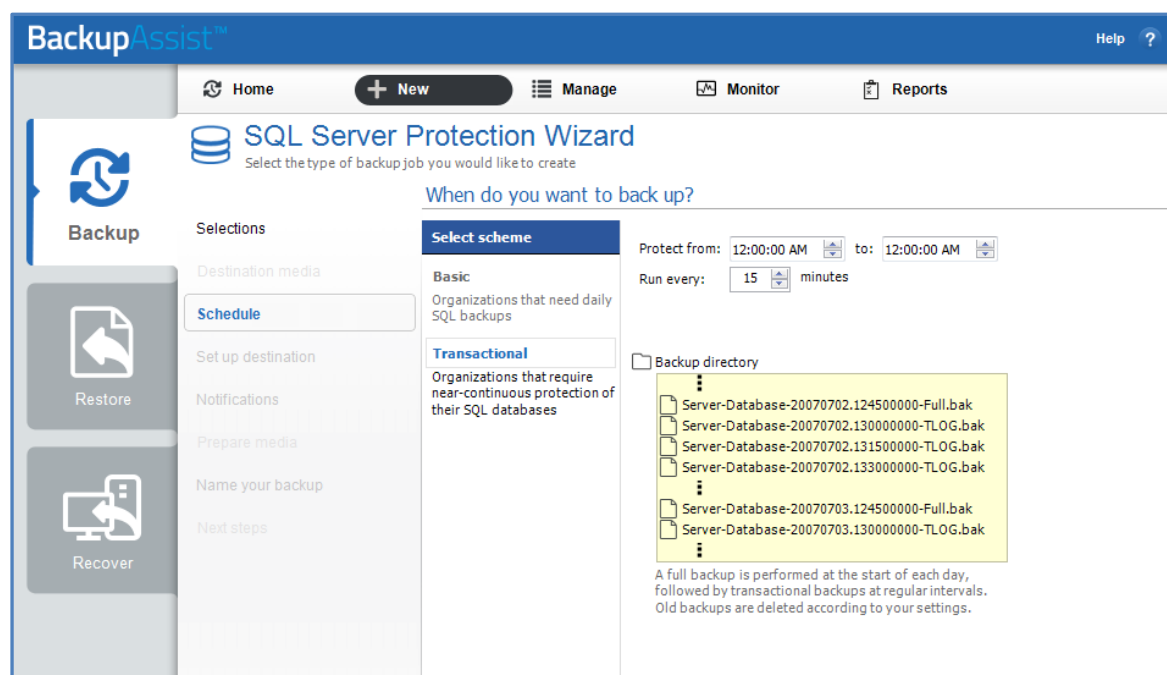 BackupAssist™
Help ?
Home
New
Manage
Monitor
Reports
SQL Server Protection Wizard
Select the type of backup job you would like to create
When do you want to back up?
Backup
Restore
Recover
Selections
Destination media
Schedule
Set up destination
Notifications
Prepare media
Name your backup
Next steps
Select scheme
Basic
Organizations that need daily
SQL backups
Transactional
Organizations that require
near-continuous protection of
their SQL databases
Protect from: 12:00:00 AM to: 12:00:00 AM
Run every: 15 minutes
Backup directory
Server-Database-20070702.124500000-Full.bak
Server-Database-20070702.130000000-TLOG.bak
Server-Database-20070702.131500000-TLOG.bak
Server-Database-20070702.133000000-TLOG.bak
Server-Database-20070703.124500000-Full.bak
Server-Database-20070703.130000000-TLOG.bak
A full backup is performed at the start of each day,
followed by transactional backups at regular intervals.
Old backups are deleted according to your settings.